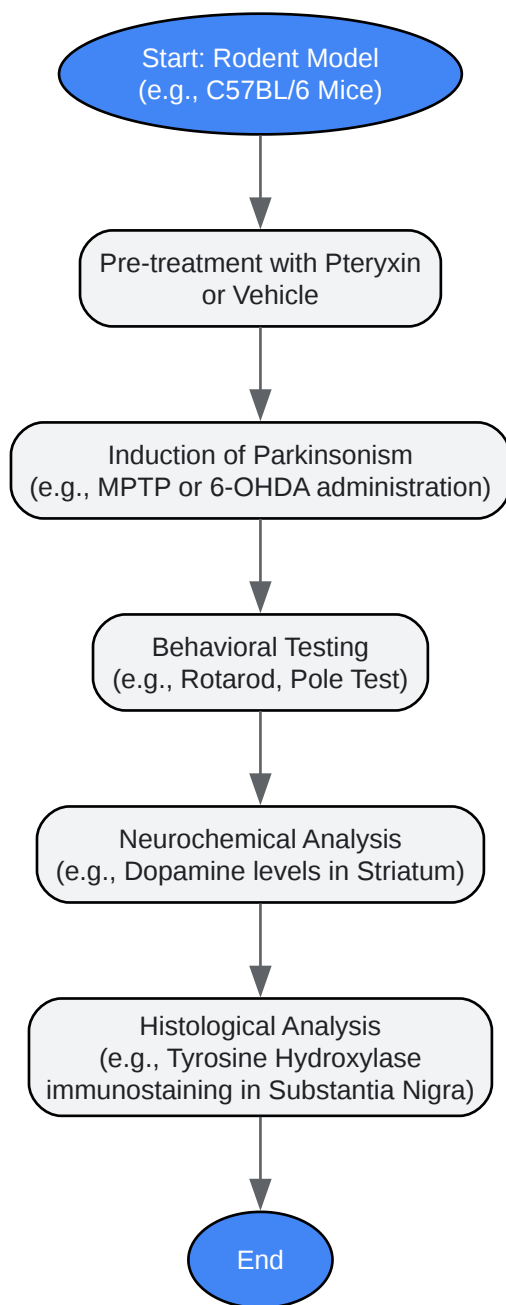 Start: Rodent Model
(e.g., C57BL/6 Mice)
Pre-treatment with Pteryxin
or Vehicle
Induction of Parkinsonism
(e.g., MPTP or 6-OHDA administration)
Behavioral Testing
(e.g., Rotarod, Pole Test)
Neurochemical Analysis
(e.g., Dopamine levels in Striatum)
Histological Analysis
(e.g., Tyrosine Hydroxylase
immunostaining in Substantia Nigra)
End